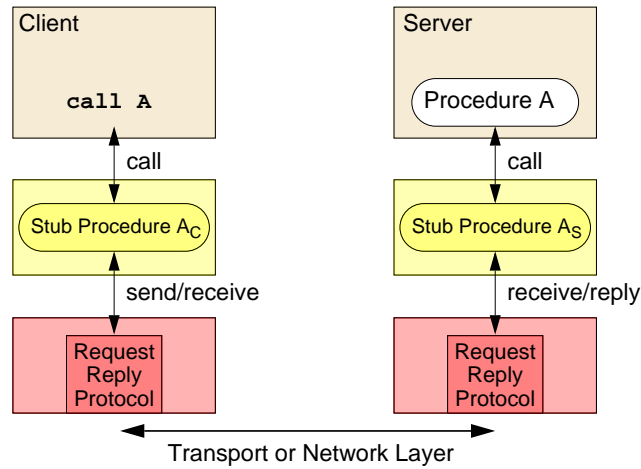 Client
call A
call
Stub Procedure AC
send/receive
Request
Reply
Protocol
Server
Procedure A
call
Stub Procedure AS
receive/reply
Request
Reply
Protocol
Transport or Network Layer